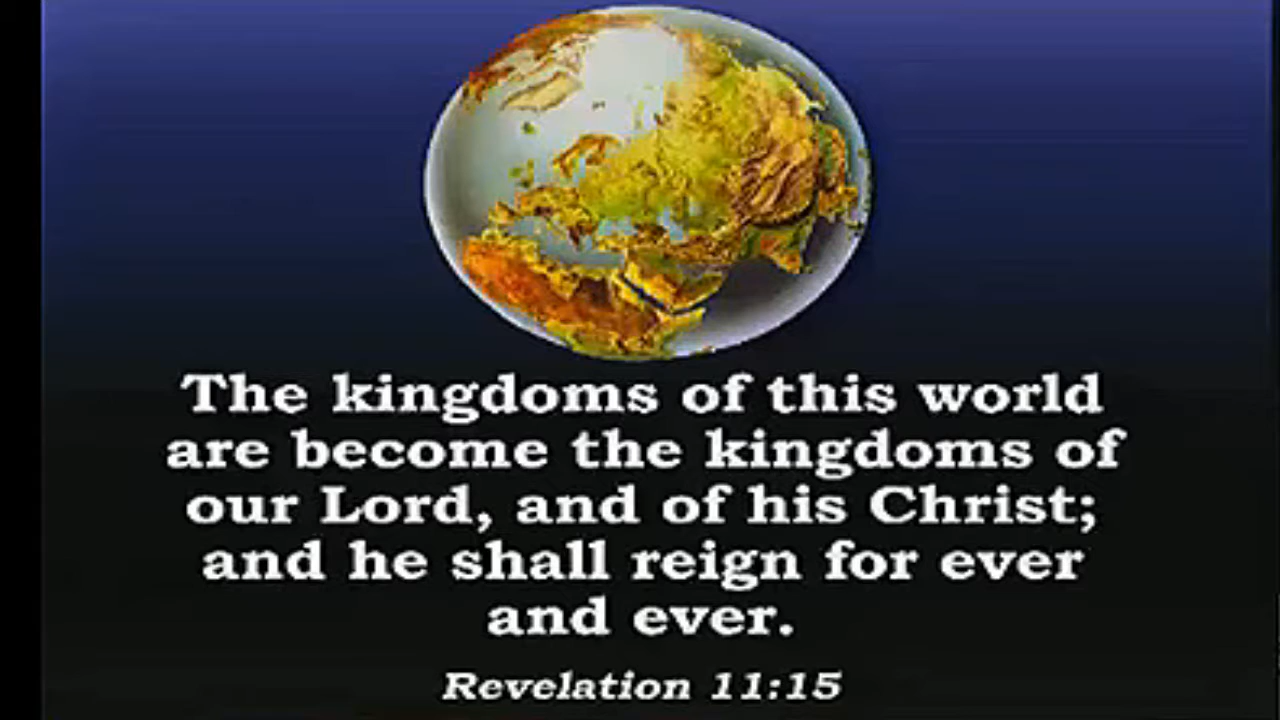 The kingdoms of this world
are become the kingdoms of
our Lord, and of his Christ;
and he shall reign for ever
and ever.
Revelation 11:15